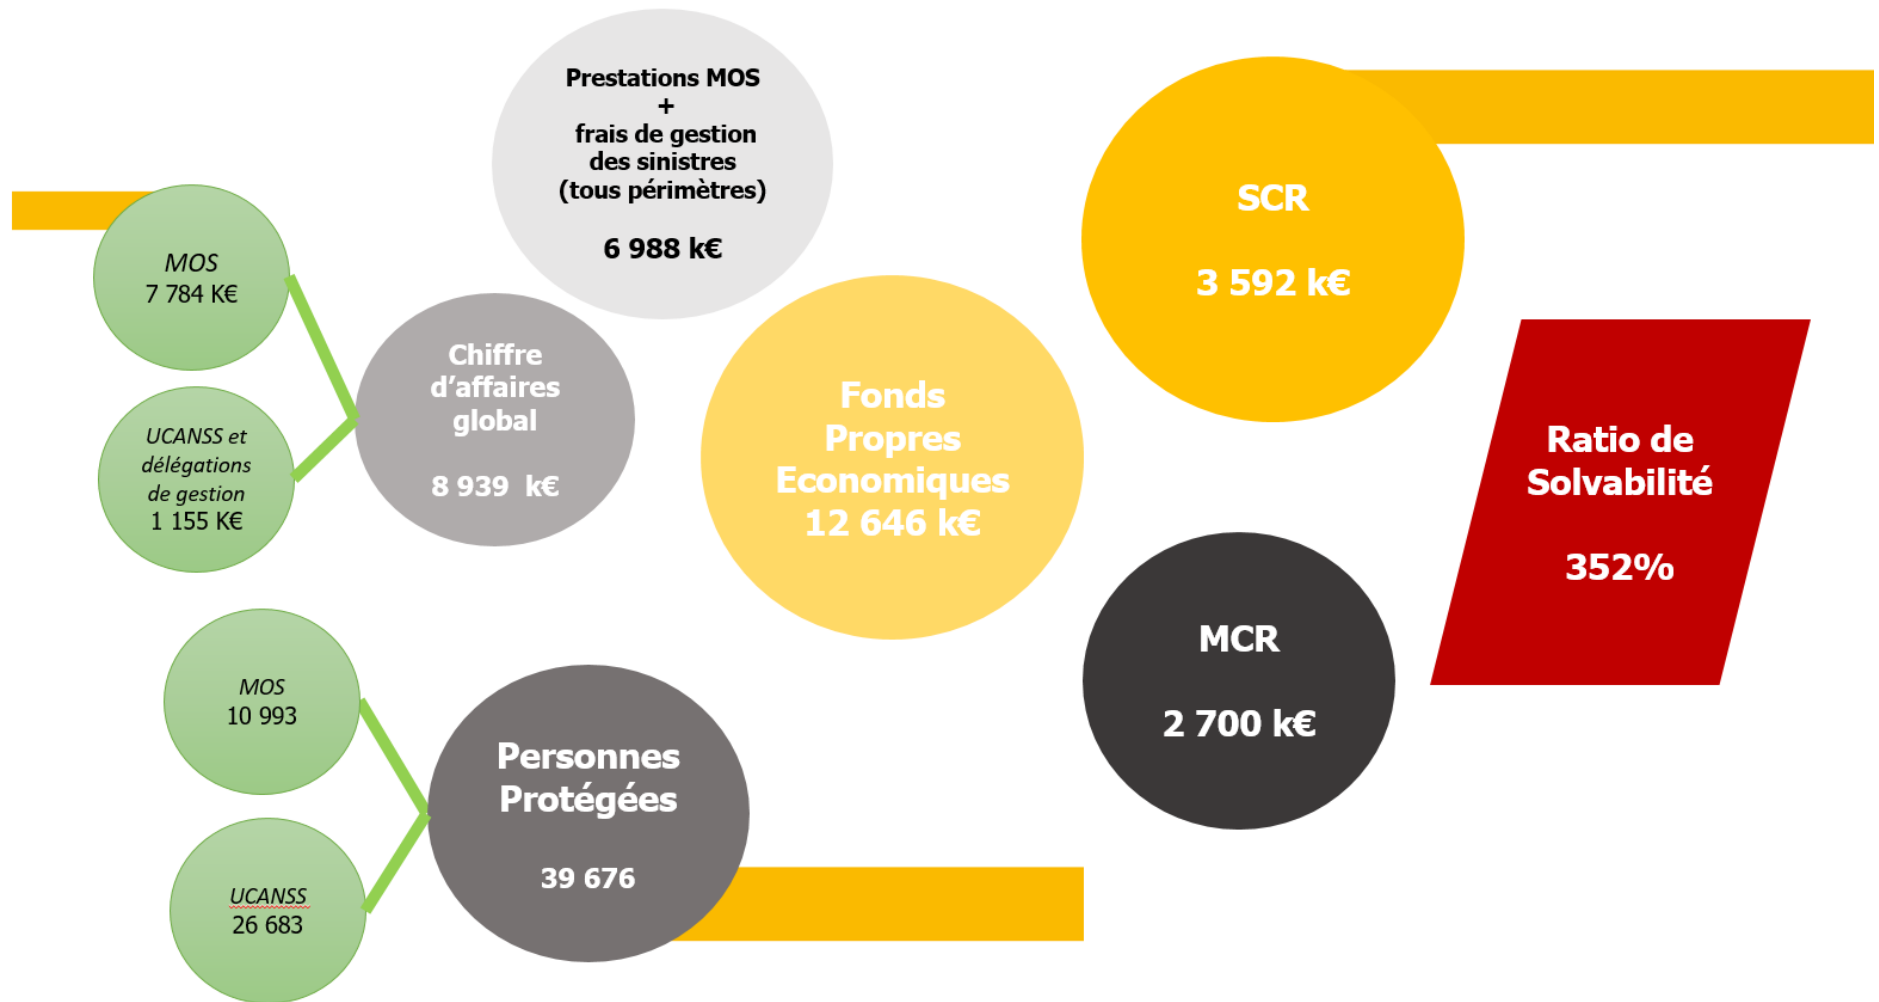 Prestations MOS
+
frais de gestion
des sinistres
(tous périmètres)
6 988 k€
SCR
3 592 k€
MOS
7 784 K€
UCANSS et
délégations
de gestion
1 155 K€
Chiffre
d’affaires
global
8 939 k€
Fonds
Propres
Economiques
12 646 k€
Ratio de
Solvabilité
352%
MCR
2 700 k€
MOS
10 993
UCANSS
26 683
Personnes
Protégées
39 676